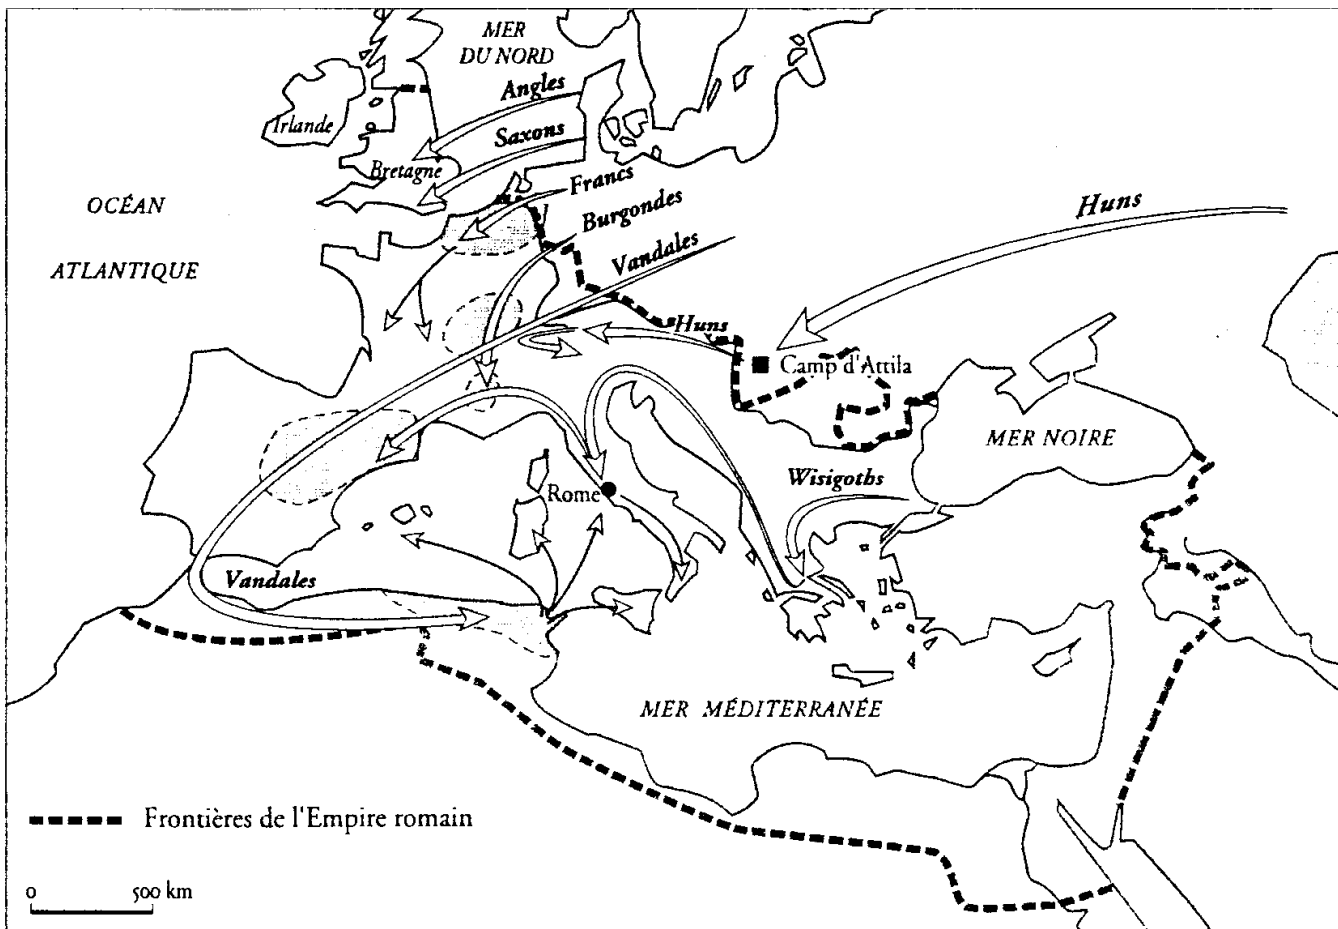 MER
DU NORD
Angles
Irlande
Saxons
Bretagne
Francs
OCÉAN
ATLANTIQUE
Burgondes
Huns
Vandales
Huns
Camp d'Attila
MER NOIRE
Wisigoths
Rome
Vandales
MER MÉDITERRANÉE
Frontières de l'Empire romain
0 500 km